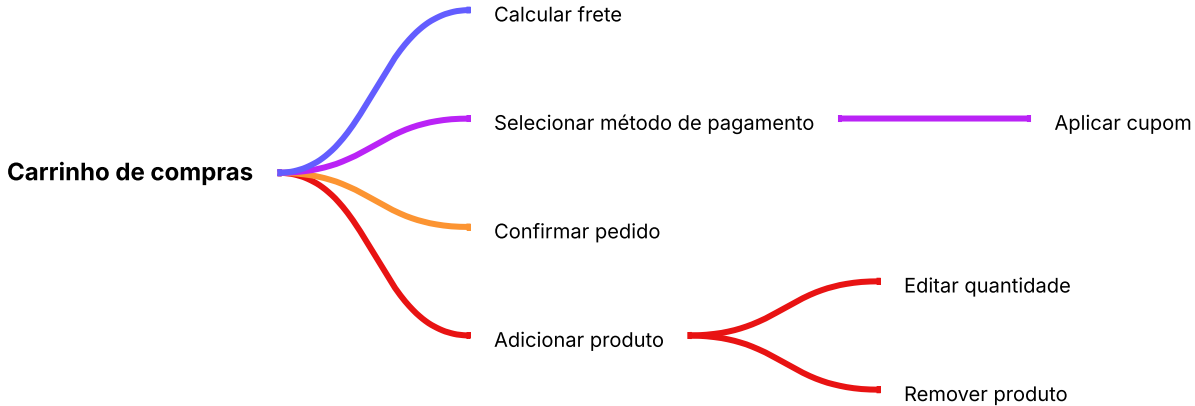 Carrinho de compras
Calcular frete
Selecionar método de pagamento
Aplicar cupom
Confirmar pedido
Adicionar produto
Editar quantidade
Remover produto